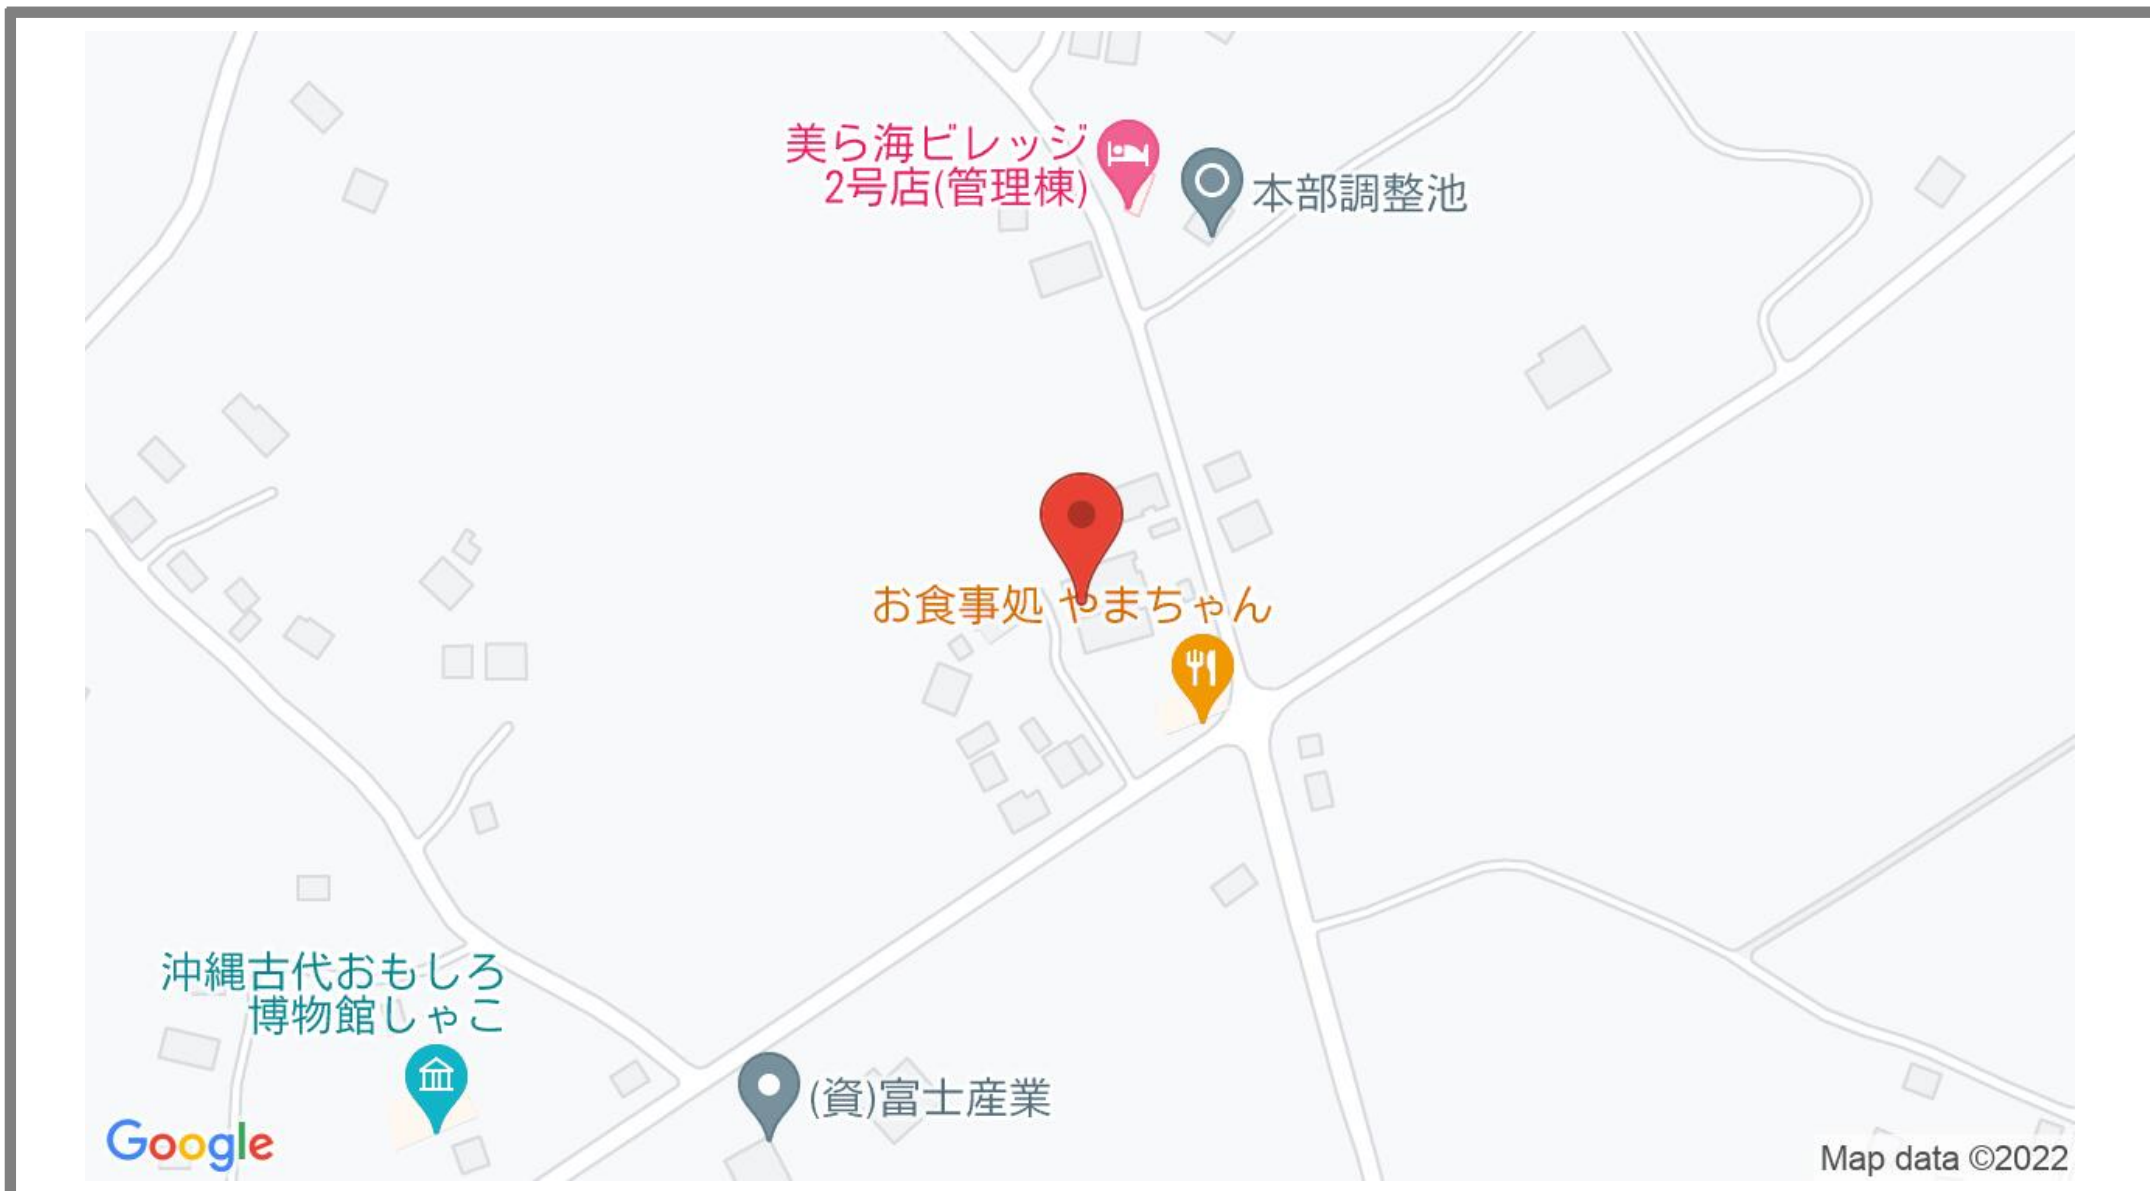 美ら海ビレッジ
2号店(管理棟)
本部調整池
お食事処 やまちゃん
沖縄古代おもしろ
博物館しゃこ
(資)富士産業
Google
Map data ©2022